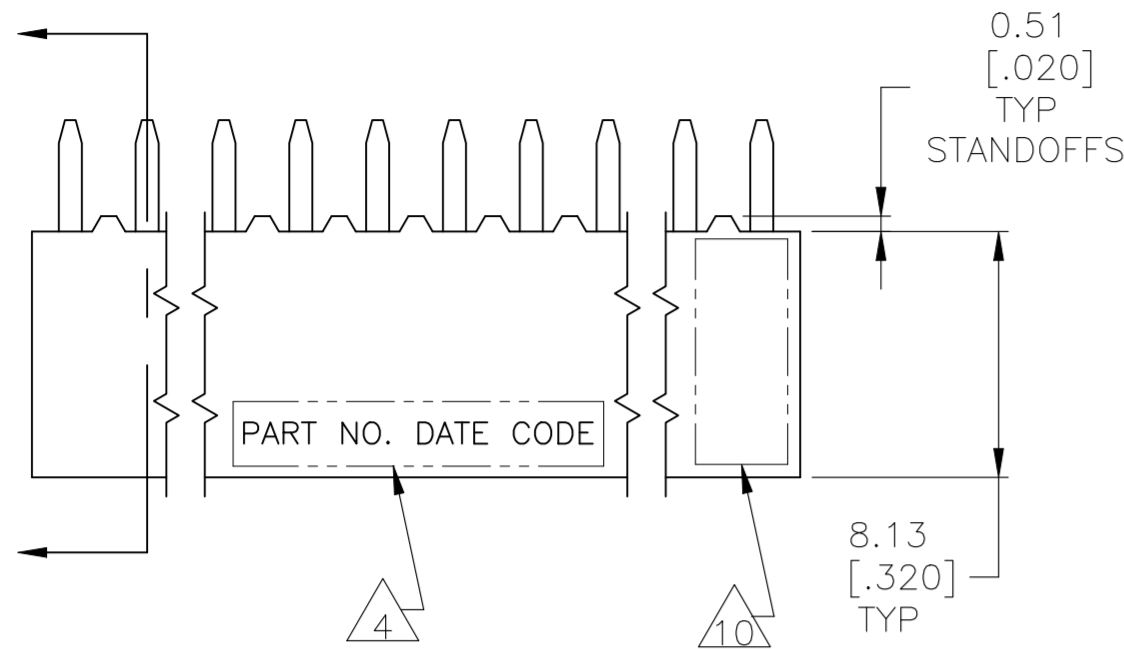 0.51
[.020]
TYP
STANDOFFS
PART NO. DATE CODE
8.13
[.320]
TYP
4
10